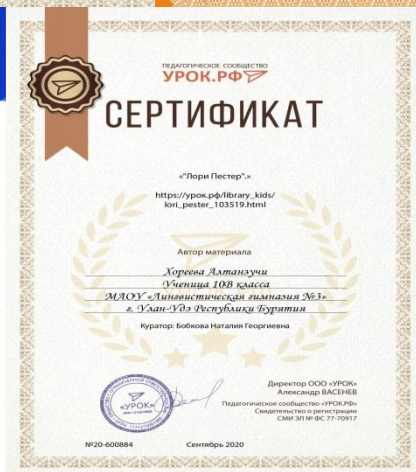 ПЕДАГОГИЧЕСКОЕ СООБЩЕСТВО
УРОК.РФ
СЕРТИФИКАТ
«"Лори Пестер".»
https://урок.рф/library_kids/
lori_pester_103519.html
Автор материала
Хореева Алтанзучи
Ученица 10В класса
МАОУ «Лингвистическая гимназия №3»
г. Улан-Удэ Республики Бурятия
Куратор: Бобкова Наталия Георгиевна
Директор ООО «УРОК»
Александр ВАСЕНЕВ
Педагогическое сообщество «УРОК.РФ»
Свидетельство о регистрации
СМИ ЭЛ № ФС 77-70917
«УРОК»
№20-600884
Сентябрь 2020